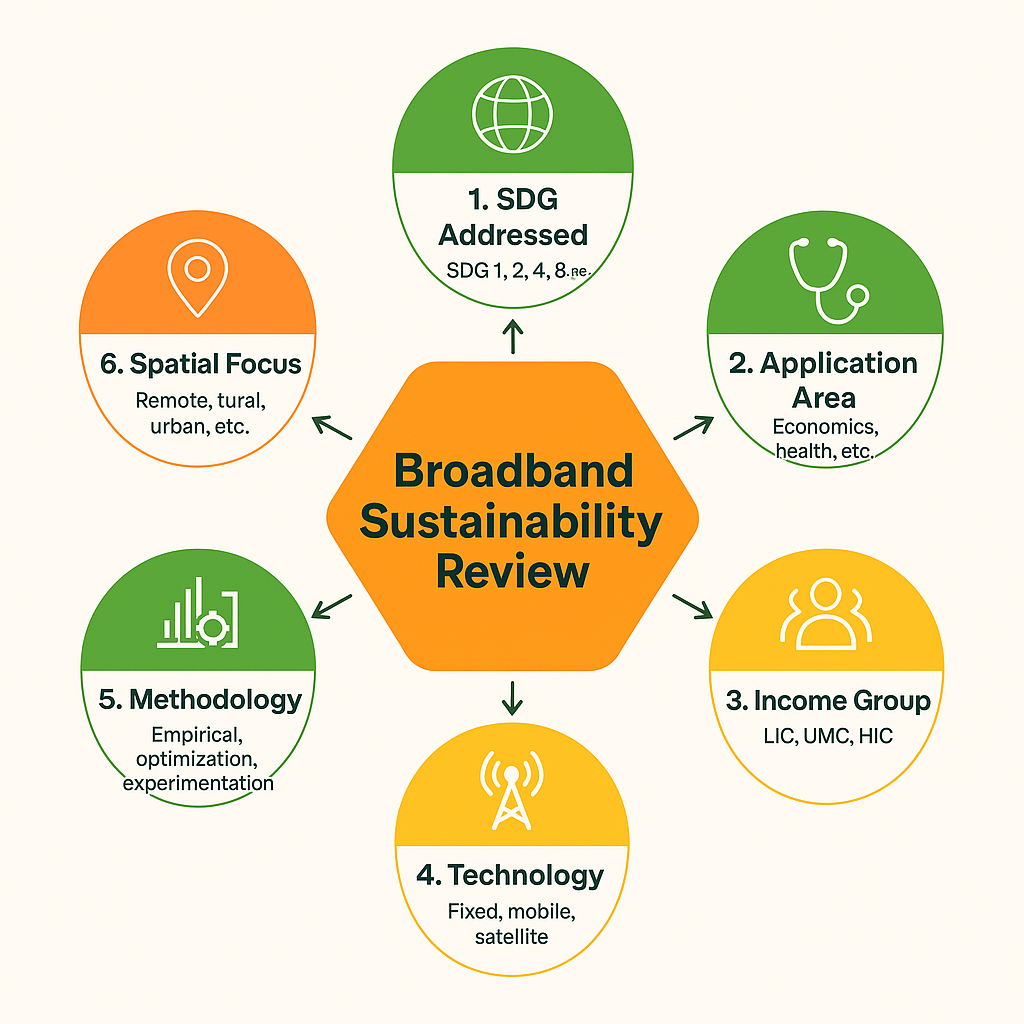 1. SDG
Addressed
SDG 1, 2, 4, 8
2. Application
Area
Economics,
health, etc.
3. Income Group
LIC, UMC, HIC
4. Technology
Fixed, mobile,
satellite
5. Methodology
Empirical,
optimization,
experimentation
6. Spatial Focus
Remote, tural,
urban, etc.
Broadband
Sustainability
Review